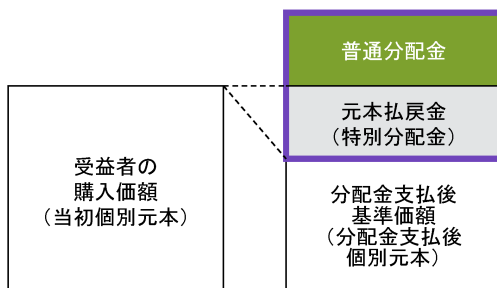 普通分配金
元本払戻金
（特別分配金）
受益者の
購入価額
（当初個別元本）
分配金支払後
基準価額
（分配金支払後
個別元本）